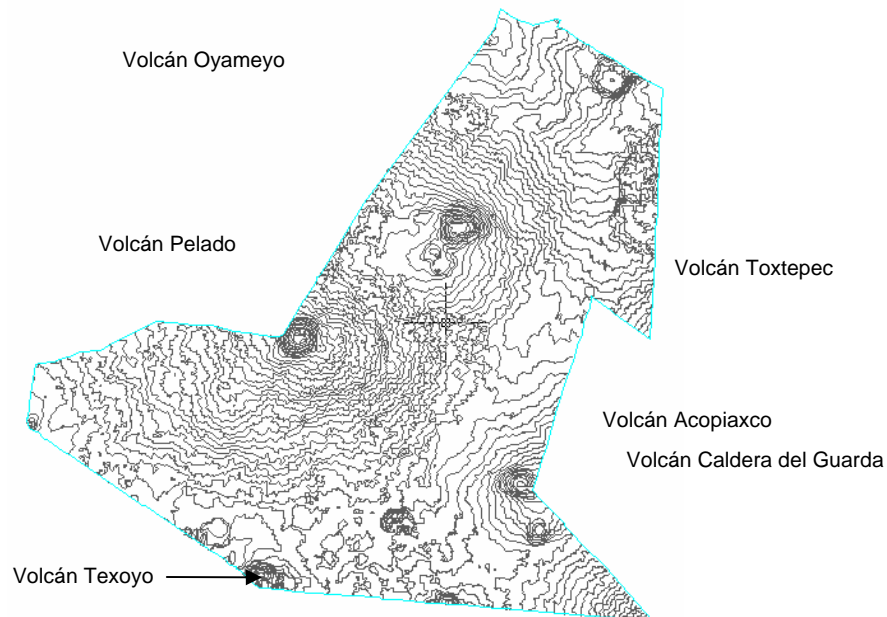 Volcán Oyameyo
Volcán Pelado
Volcán Toxtepec
Volcán Acopiaxco
Volcán Caldera del Guarda
Volcán Texoyo